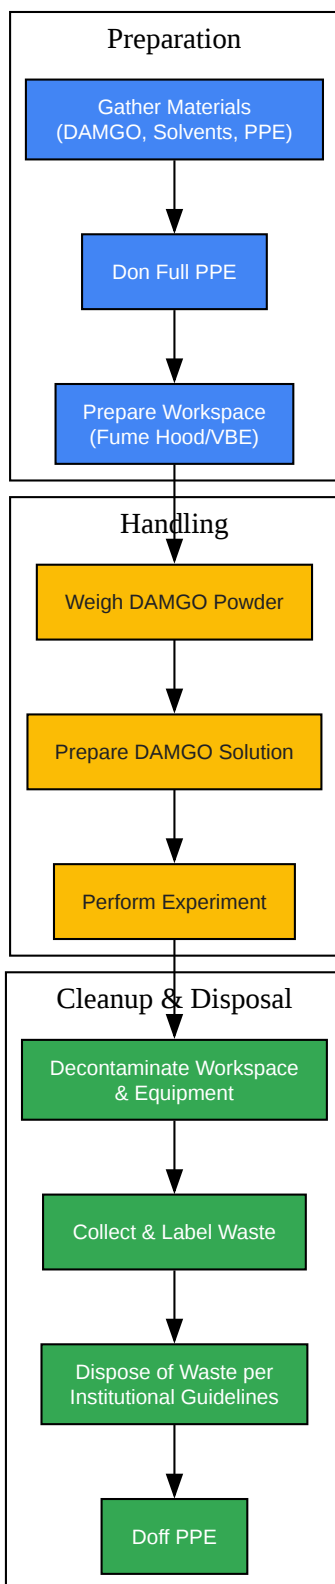 Preparation
Gather Materials
(DAMGO, Solvents, PPE)
Don Full PPE
Prepare Workspace
(Fume Hood/VBE)
Handling
Weigh DAMGO Powder
Prepare DAMGO Solution
Perform Experiment
Cleanup & Disposal
Decontaminate Workspace
& Equipment
Collect & Label Waste
Dispose of Waste per
Institutional Guidelines
Doff PPE